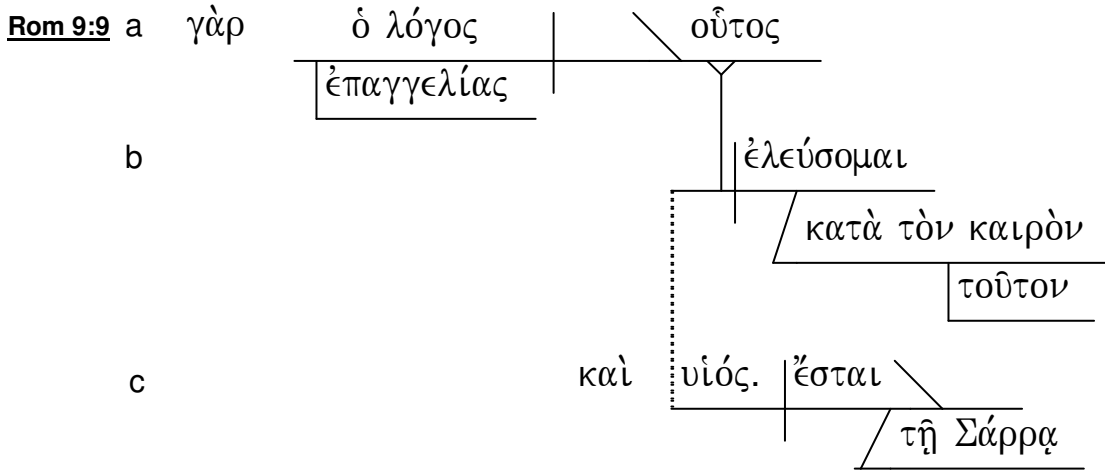 Rom 9:9 a γὰρ ὁ λόγος οὗτος
ἐπαγγελίας
b ἐλεύσομαι
κατὰ τὸν καιρὸν
τοῦτον
c καὶ υἱός. ἔσται
τῇ Σάρρᾳ